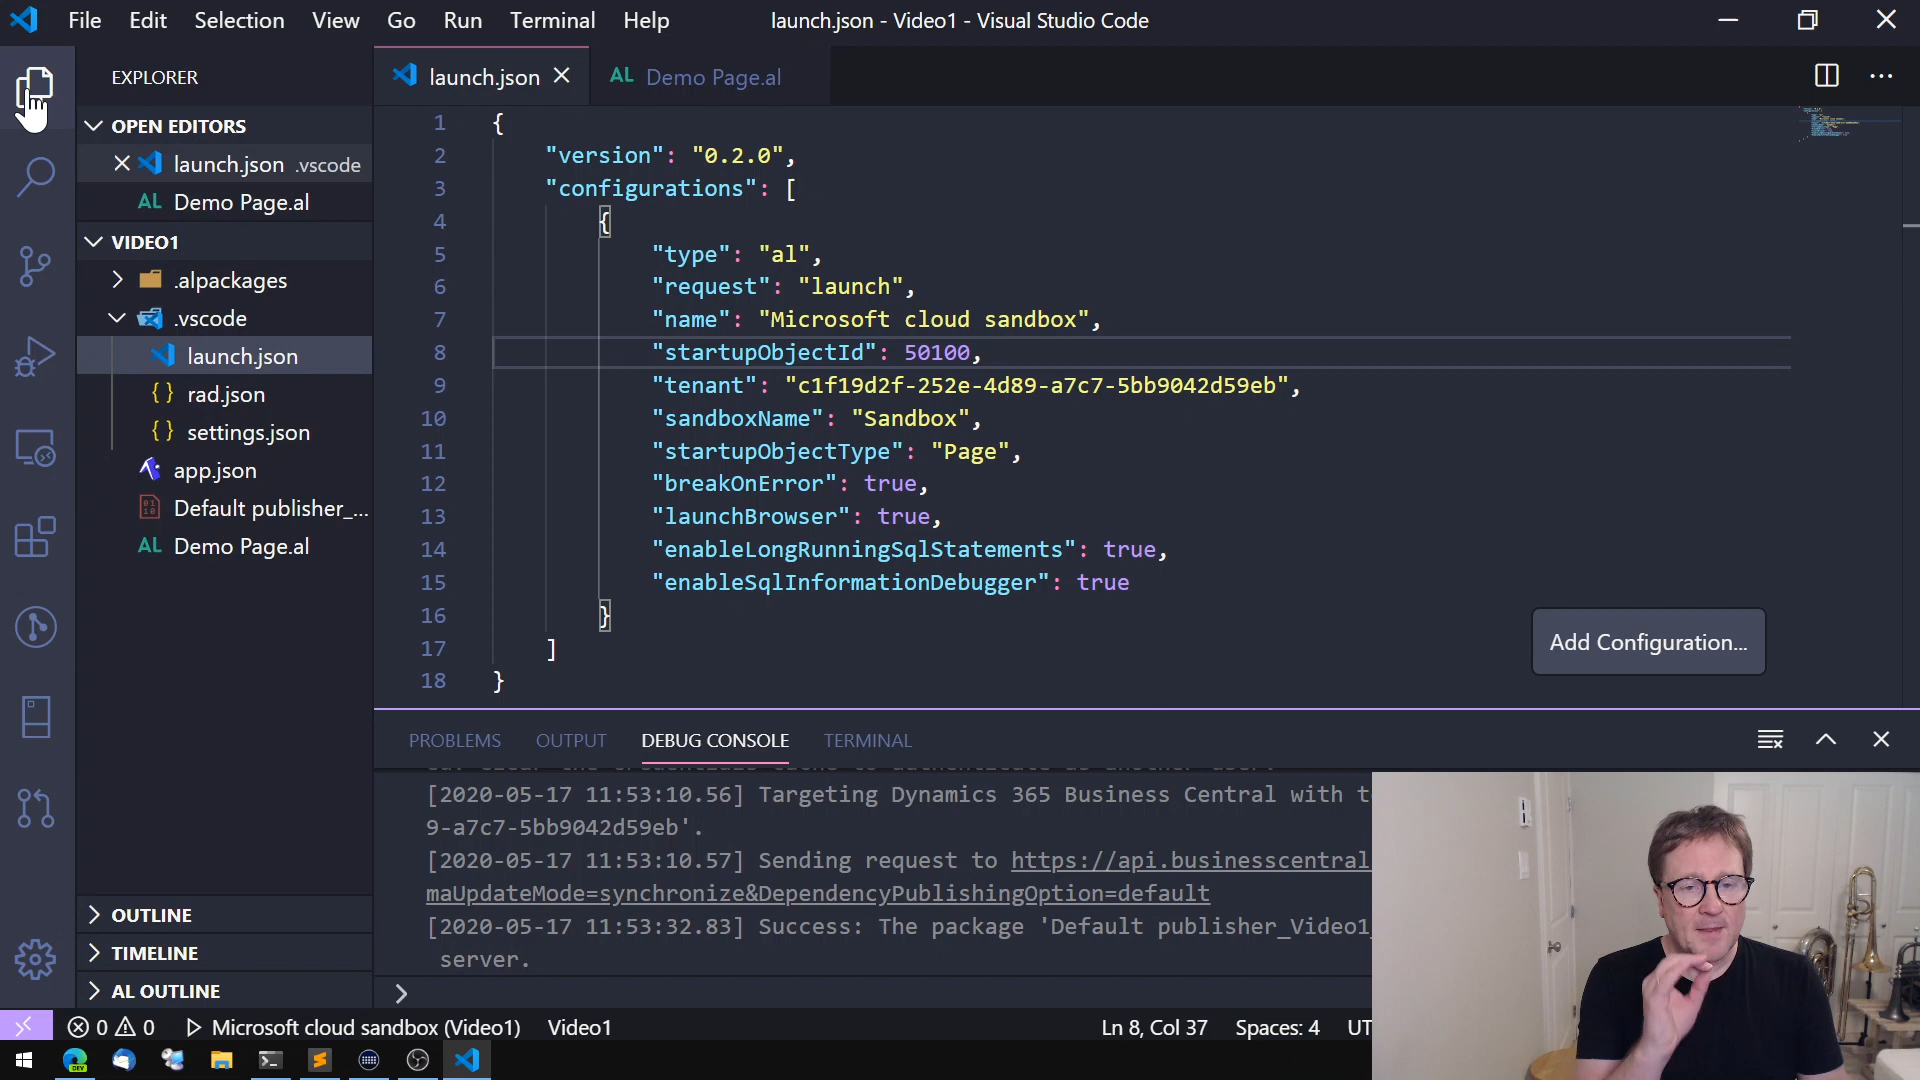 File Edit Selection View Go Run Terminal Help
launch.json - Video1 - Visual Studio Code
EXPLORER
OPEN EDITORS
launch.json .vscode
AL Demo Page.al
VIDEO1
.alpackages
.vscode
launch.json
{ } rad.json
{ } settings.json
app.json
Default publisher_...
AL Demo Page.al
OUTLINE
TIMELINE
AL OUTLINE
launch.json
AL Demo Page.al
1 {
2 "version": "0.2.0",
3 "configurations": [
4 {
5 "type": "al",
6 "request": "launch",
7 "name": "Microsoft cloud sandbox",
8 "startupObjectId": 50100,
9 "tenant": "c1f19d2f-252e-4d89-a7c7-5bb9042d59eb",
10 "sandboxName": "Sandbox",
11 "startupObjectType": "Page",
12 "breakOnError": true,
13 "launchBrowser": true,
14 "enableLongRunningSqlStatements": true,
15 "enableSqlInformationDebugger": true
16 }
17 ]
18 }
Add Configuration...
PROBLEMS OUTPUT DEBUG CONSOLE TERMINAL
[2020-05-17 11:53:10.56] Targeting Dynamics 365 Business Central with t
9-a7c7-5bb9042d59eb'.
[2020-05-17 11:53:10.57] Sending request to https://api.businesscentral
maUpdateMode=synchronize&DependencyPublishingOption=default
[2020-05-17 11:53:32.83] Success: The package 'Default publisher_Video1_
server.
0 0 Microsoft cloud sandbox (Video1) Video1
Ln 8, Col 37 Spaces: 4 UT